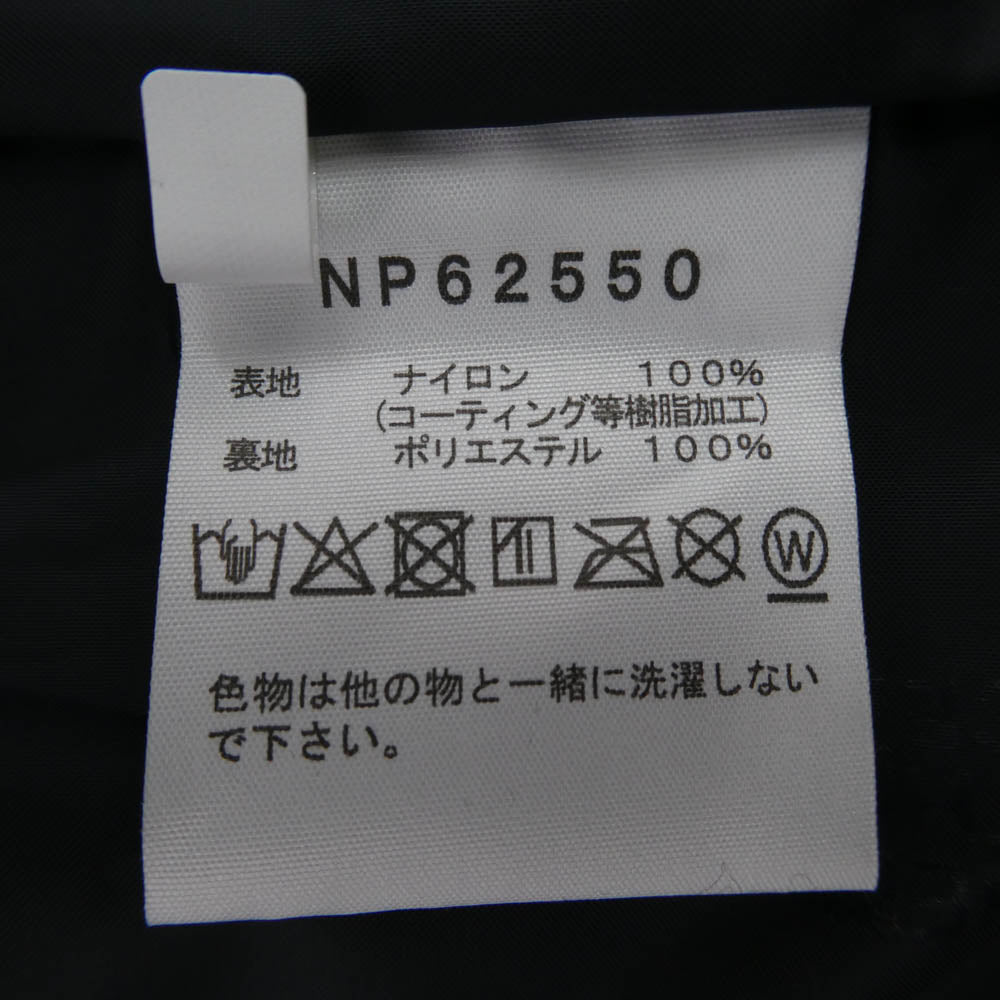 NP62550
表地 ナイロン 100%
(コーティング等樹脂加工)
裏地 ポリエステル 100%
W
色物は他の物と一緒に洗濯しない
で下さい。